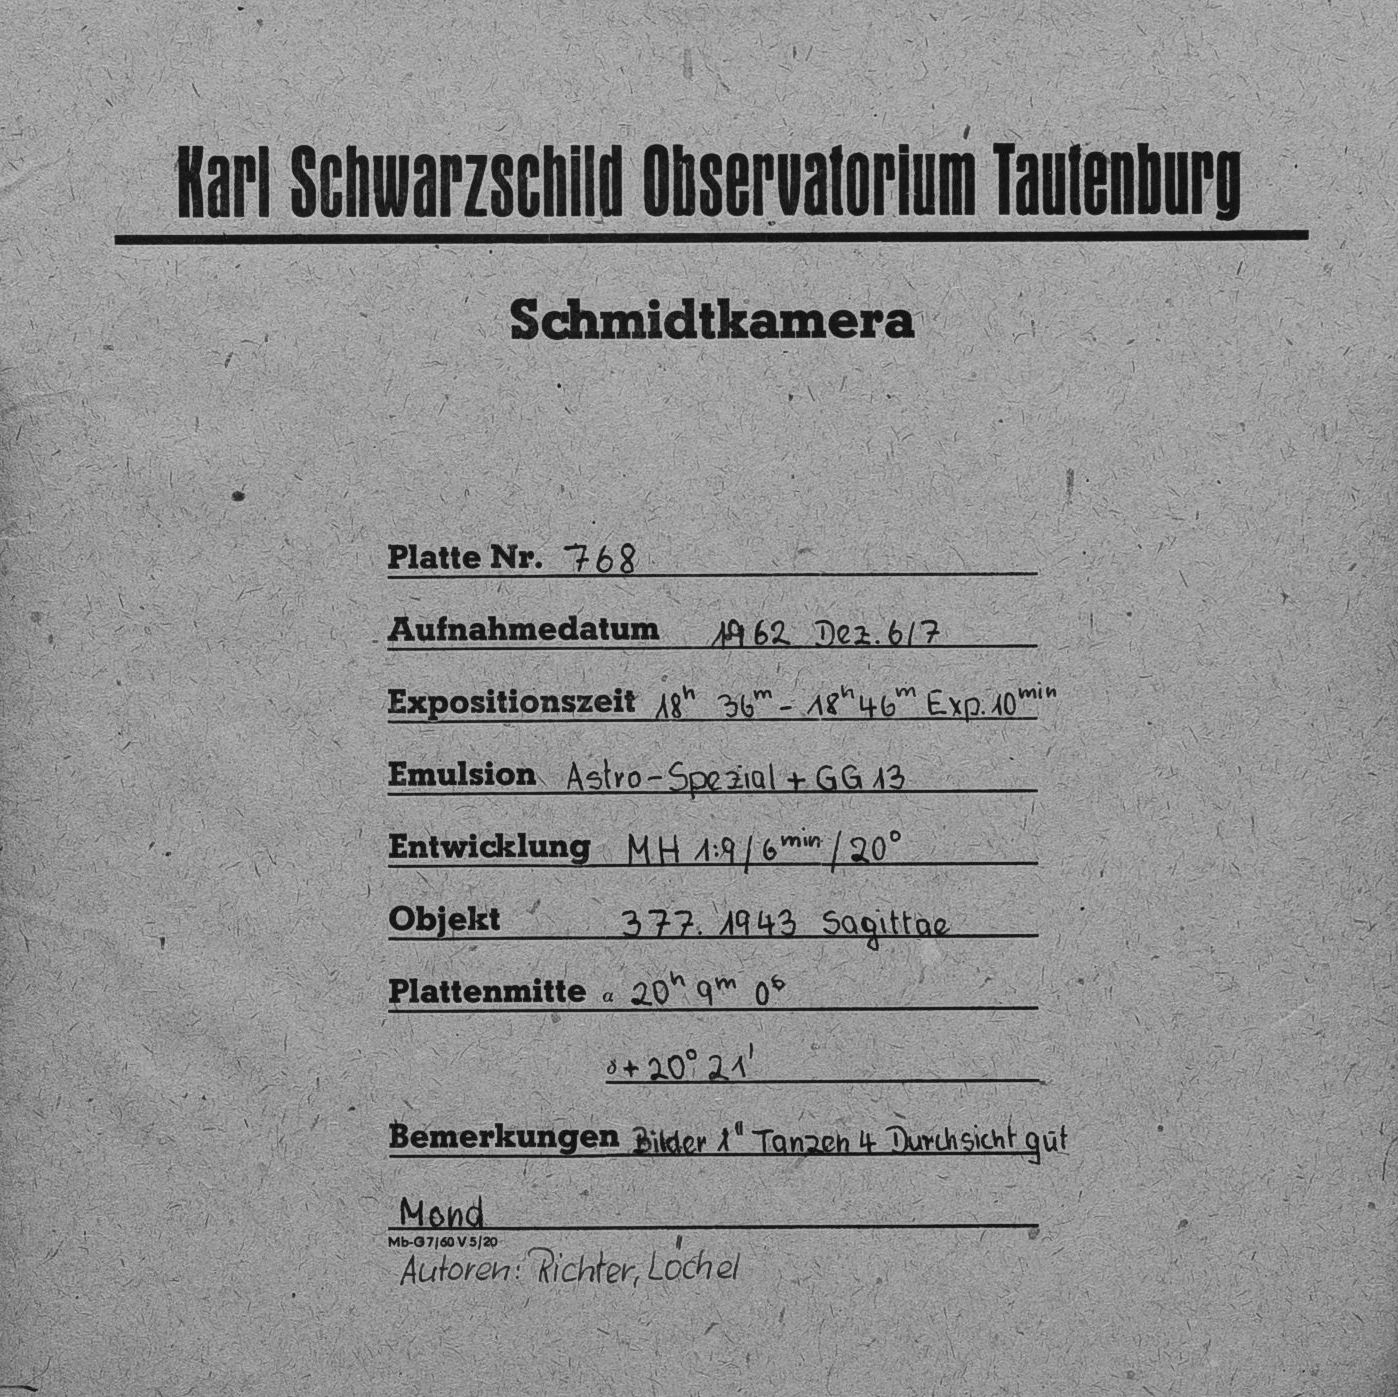 Karl Schwarzschild Observatorium Tautenburg
Schmidtkamera
Platte Nr. 768
Aufnahmedatum 1962 Dez. 6/7
Expositionszeit 18ʰ 36ᵐ - 18ʰ 46ᵐ Exp. 10ᵐⁱⁿ
Emulsion Astro-Spezial + GG 13
Entwicklung MH 1:9/6ᵐⁱⁿ/20°
Objekt 377. 1943 Sagittae
Plattenmitte α 20ʰ 9ᵐ 0ˢ
δ + 20° 21'
Bemerkungen Bilder 1" Tanzen 4 Durchsicht gut
Mond
Mb-G 7/60 V 5/20
Autoren: Richter, Löchel